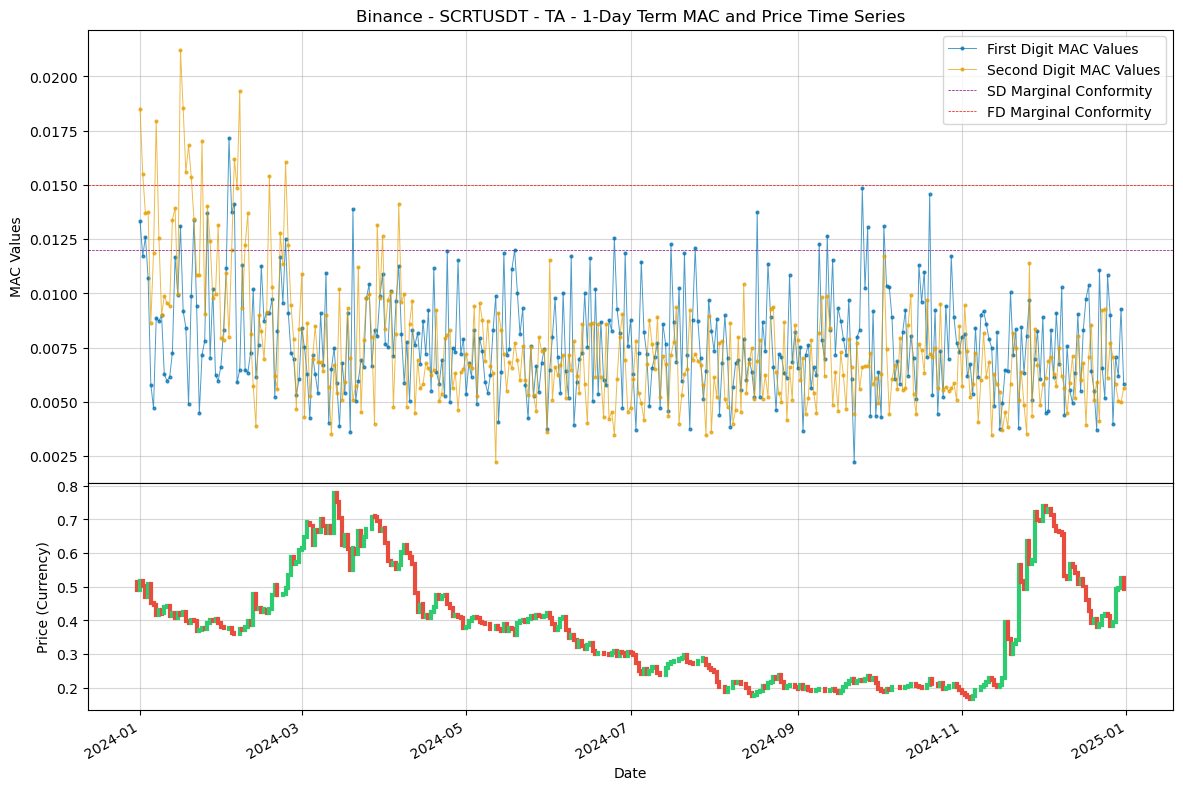 Binance - SCRTUSDT - TA - 1-Day Term MAC and Price Time Series
First Digit MAC Values
Second Digit MAC Values
SD Marginal Conformity
FD Marginal Conformity
MAC Values
0.0200
0.0175
0.0150
0.0125
0.0100
0.0075
0.0050
0.0025
Price (Currency)
0.8
0.7
0.6
0.5
0.4
0.3
0.2
2024-01
2024-03
2024-05
2024-07
2024-09
2024-11
2025-01
Date